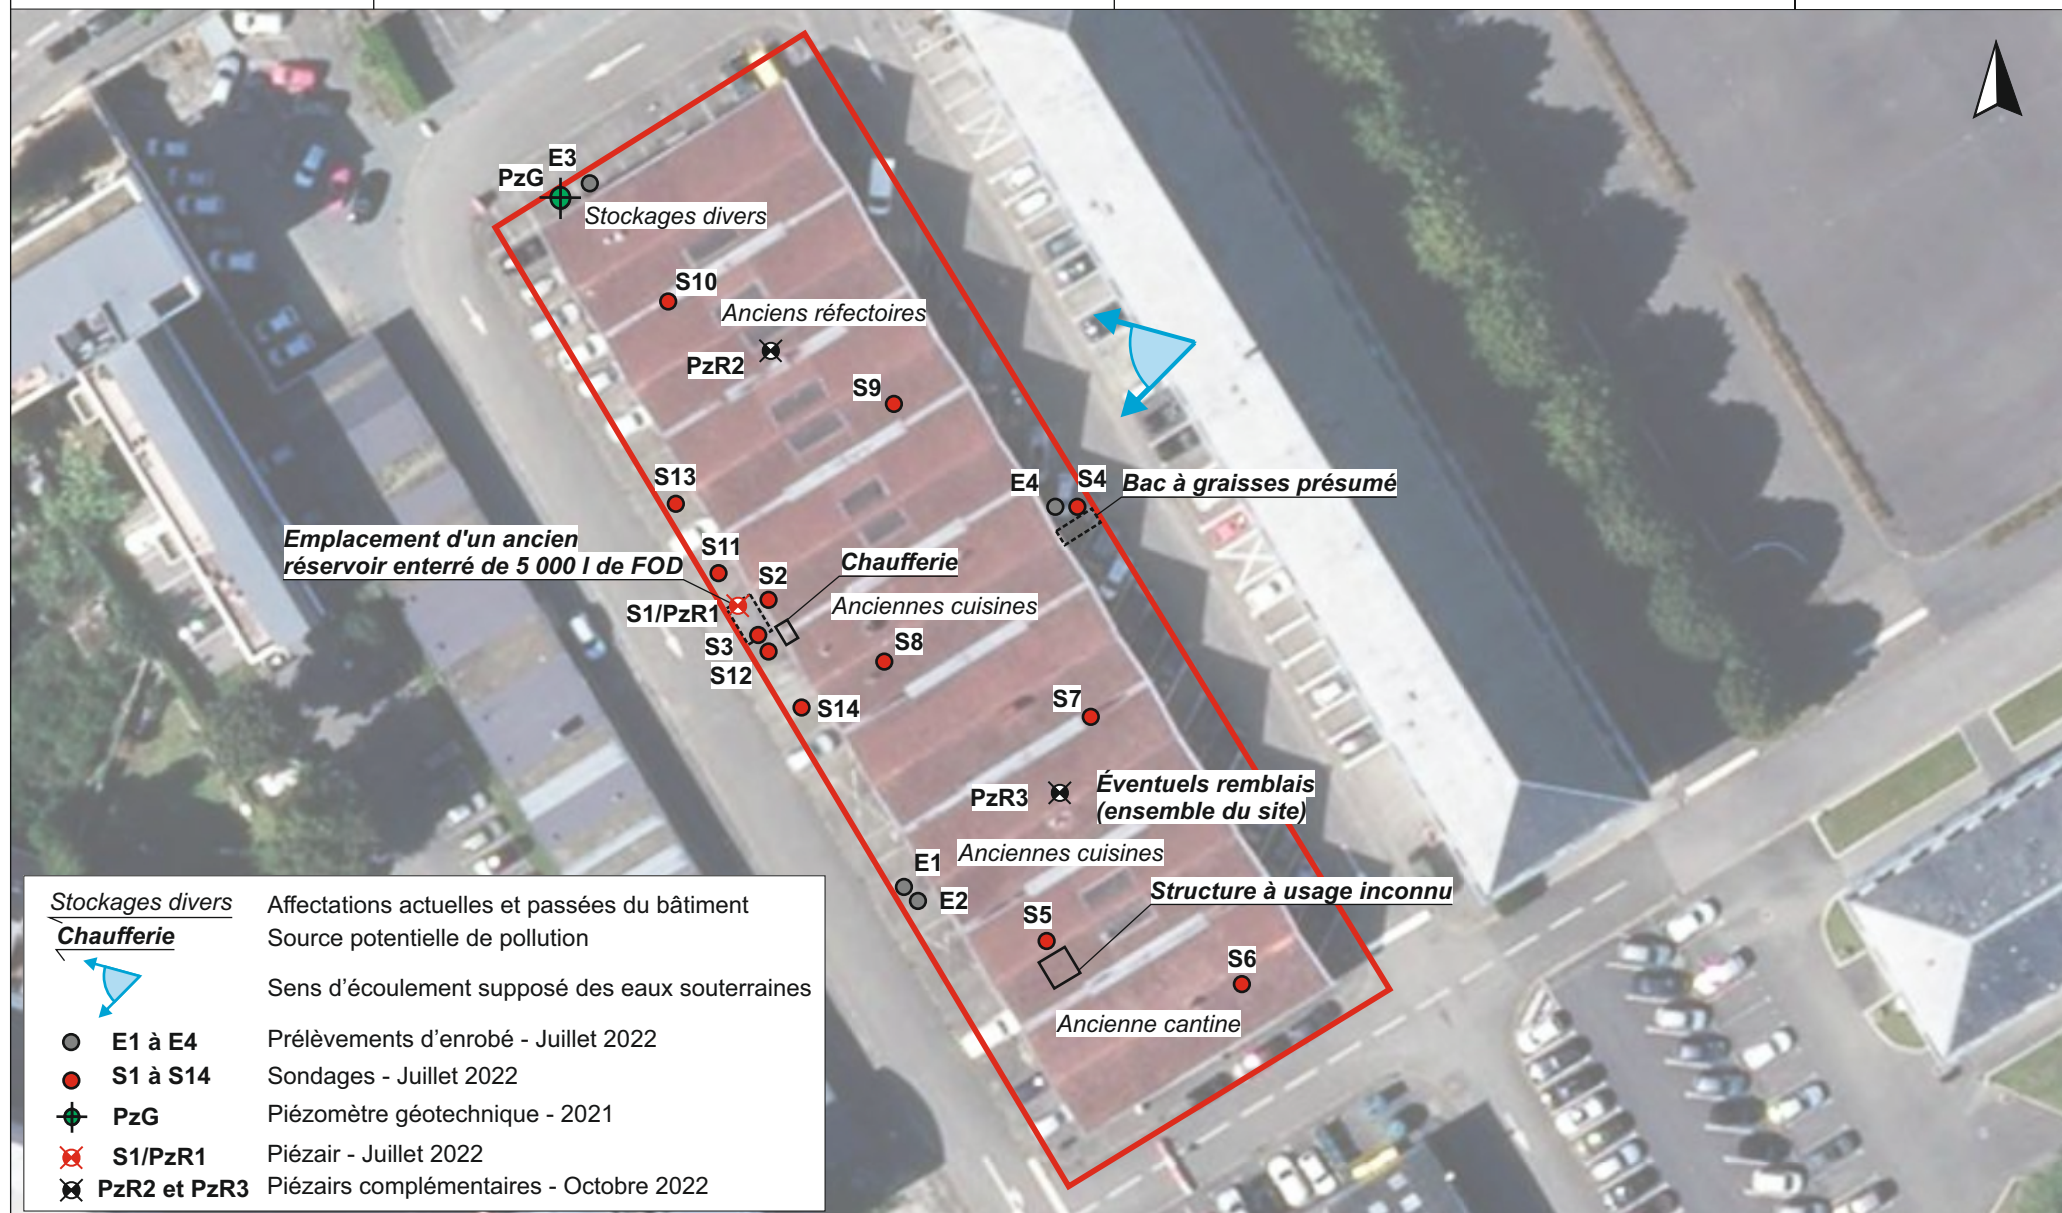 E3
PzG
Stockages divers
S10
Anciens réfectoires
PzR2
S9
S13
E4
S4
Bac à graisses présumé
Emplacement d'un ancien
réservoir enterré de 5 000 l de FOD
S11
S2
Chaufferie
S1/PzR1
Anciennes cuisines
S3
S8
S12
S7
S14
PzR3
Éventuels remblais
(ensemble du site)
Anciennes cuisines
E1
E2
Structure à usage inconnu
S5
S6
Ancienne cantine
Stockages divers Affectations actuelles et passées du bâtiment
Chaufferie Source potentielle de pollution
Sens d'écoulement supposé des eaux souterraines
E1 à E4 Prélèvements d'enrobé - Juillet 2022
S1 à S14 Sondages - Juillet 2022
PzG Piézomètre géotechnique - 2021
S1/PzR1 Piézair - Juillet 2022
PzR2 et PzR3 Piézairs complémentaires - Octobre 2022